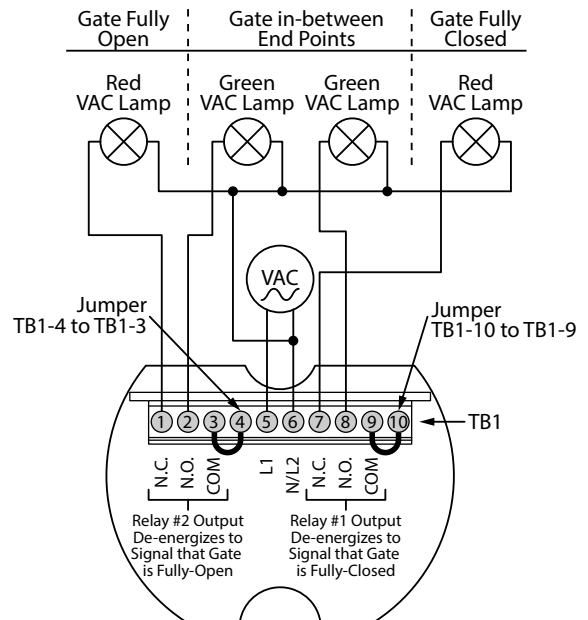 Gate Fully
Open
Gate in-between
End Points
Gate Fully
Closed
Red
VAC Lamp
Green
VAC Lamp
Green
VAC Lamp
Red
VAC Lamp
VAC
Jumper
TB1-4 to TB1-3
Jumper
TB1-10 to TB1-9
1 2 3 4 5 6 7 8 9 10
TB1
N.C.
N.O.
COM
L1
N/L2
N.C.
N.O.
COM
Relay #2 Output
De-energizes to
Signal that Gate
is Fully-Open
Relay #1 Output
De-energizes to
Signal that Gate
is Fully-Closed